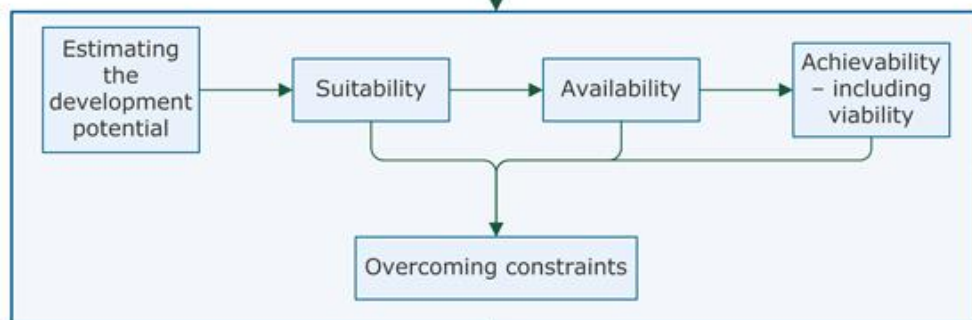 Estimating
the
development
potential
Suitability
Availability
Achievability
– including
viability
Overcoming constraints